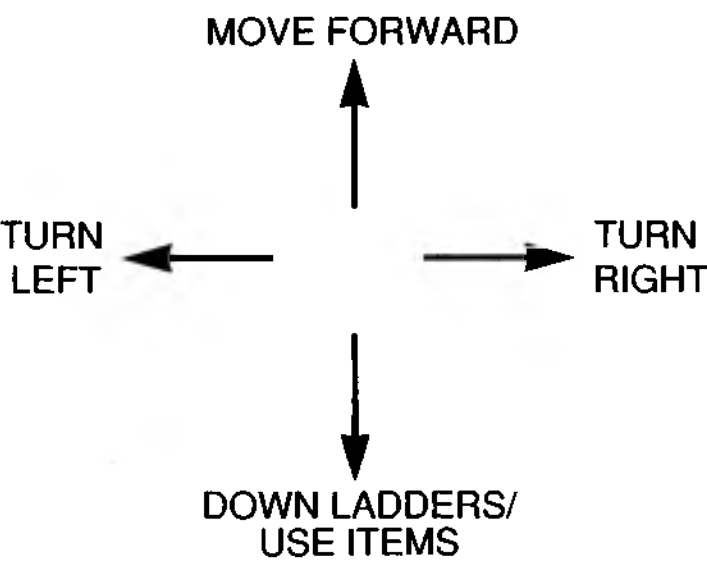 MOVE FORWARD
TURN
LEFT
TURN
RIGHT
DOWN LADDERS/
USE ITEMS